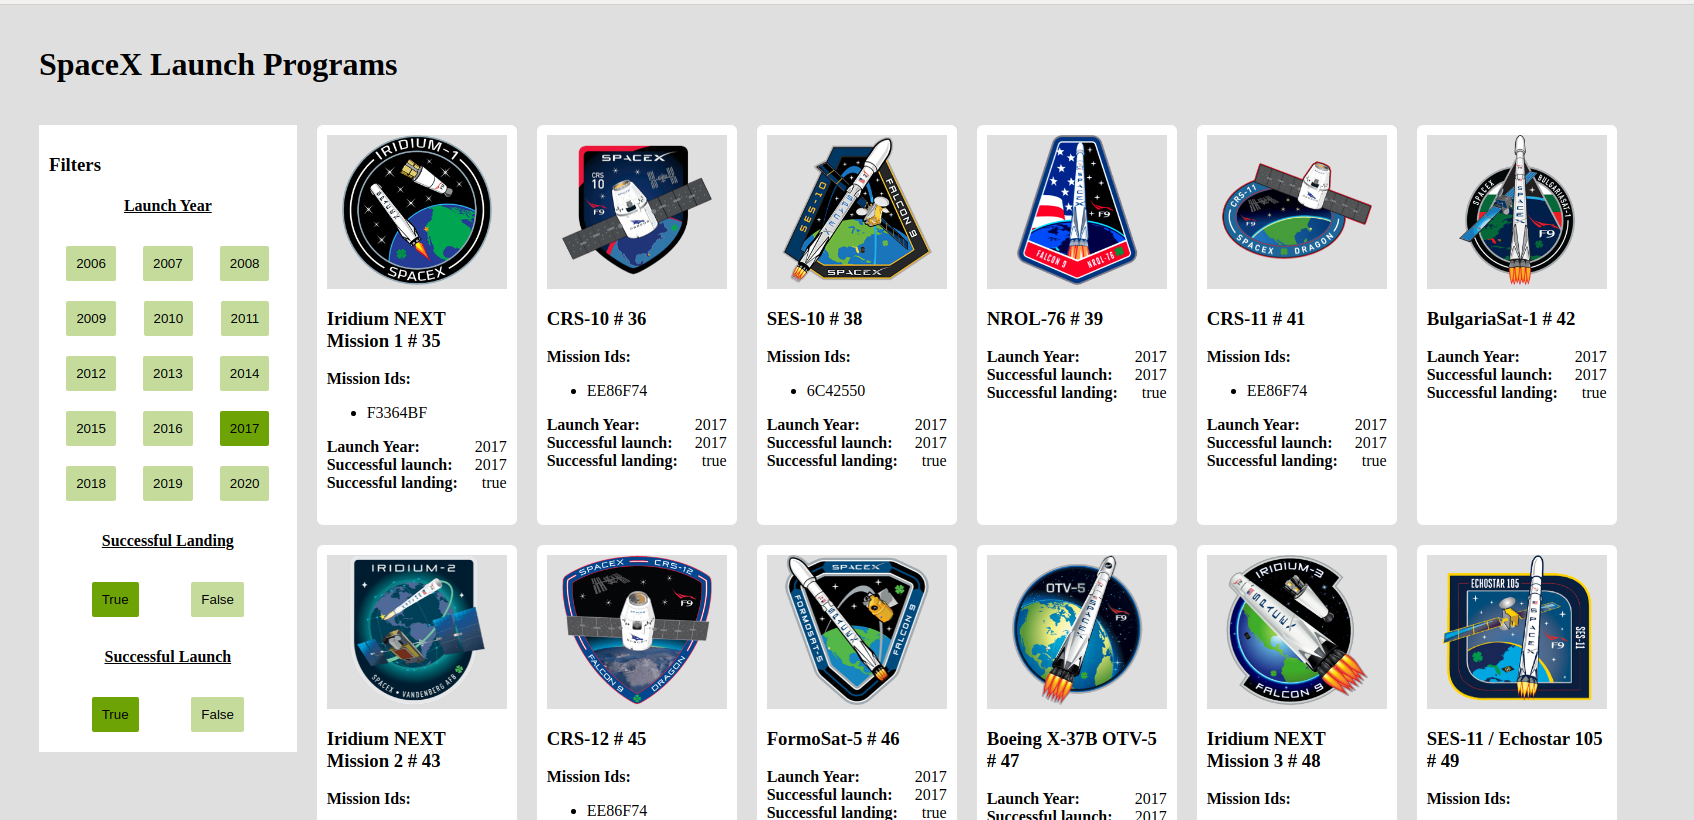 SpaceX Launch Programs
Filters
Launch Year
2006 2007 2008
2009 2010 2011
2012 2013 2014
2015 2016 2017
2018 2019 2020
Successful Landing
True False
Successful Launch
True False
IRIDIUM-1
SPACEX
Iridium NEXT
Mission 1 # 35
Mission Ids:
F3364BF
Launch Year: 2017
Successful launch: 2017
Successful landing: true
SPACEX
CRS
10
F9
CRS-10 # 36
Mission Ids:
EE86F74
Launch Year: 2017
Successful launch: 2017
Successful landing: true
SES-10
FALCON 9
SPACEX
SES-10 # 38
Mission Ids:
6C42550
Launch Year: 2017
Successful launch: 2017
Successful landing: true
SPACEX
F9
FALCON 9
NROL-76
NROL-76 # 39
Launch Year: 2017
Successful launch: 2017
Successful landing: true
CRS-11
F9
SPACEX DRAGON
CRS-11 # 41
Mission Ids:
EE86F74
Launch Year: 2017
Successful launch: 2017
Successful landing: true
SPACEX
BULGARIASAT-1
SPACEX
F9
BulgariaSat-1 # 42
Launch Year: 2017
Successful launch: 2017
Successful landing: true
IRIDIUM-2
SPACEX • VANDENBERG AFB
Iridium NEXT
Mission 2 # 43
Mission Ids:
SPACEX CRS-12
F9
FALCON 9 DRAGON
CRS-12 # 45
Mission Ids:
EE86F74
SPACEX
FORMOSAT-5
FALCON 9
FormoSat-5 # 46
Launch Year: 2017
Successful launch: 2017
Successful landing: true
OTV-5
SPACEX
F9
Boeing X-37B OTV-5
# 47
Launch Year: 2017
Successful launch: 2017
IRIDIUM-3
SPACEX
FALCON 9
Iridium NEXT
Mission 3 # 48
Mission Ids:
ECHOSTAR 105
SPACEX
F9
SES-11
SES-11 / Echostar 105
# 49
Mission Ids: